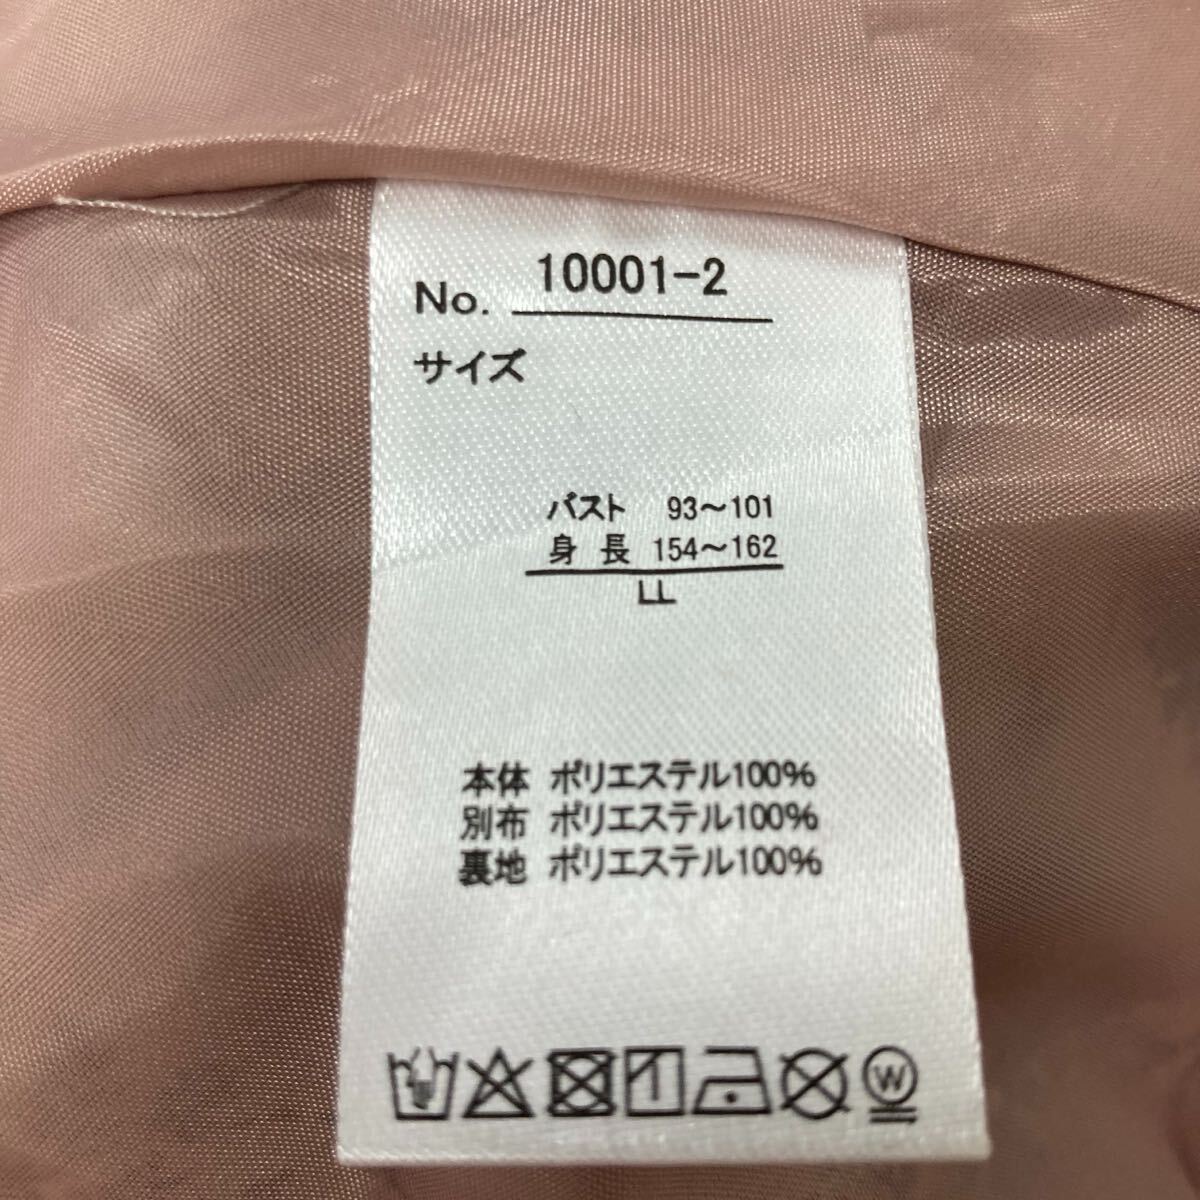 No. 10001-2
サイズ
バスト 93～101
身長 154～162
LL
本体 ポリエステル100%
別布 ポリエステル100%
裏地 ポリエステル100%
W